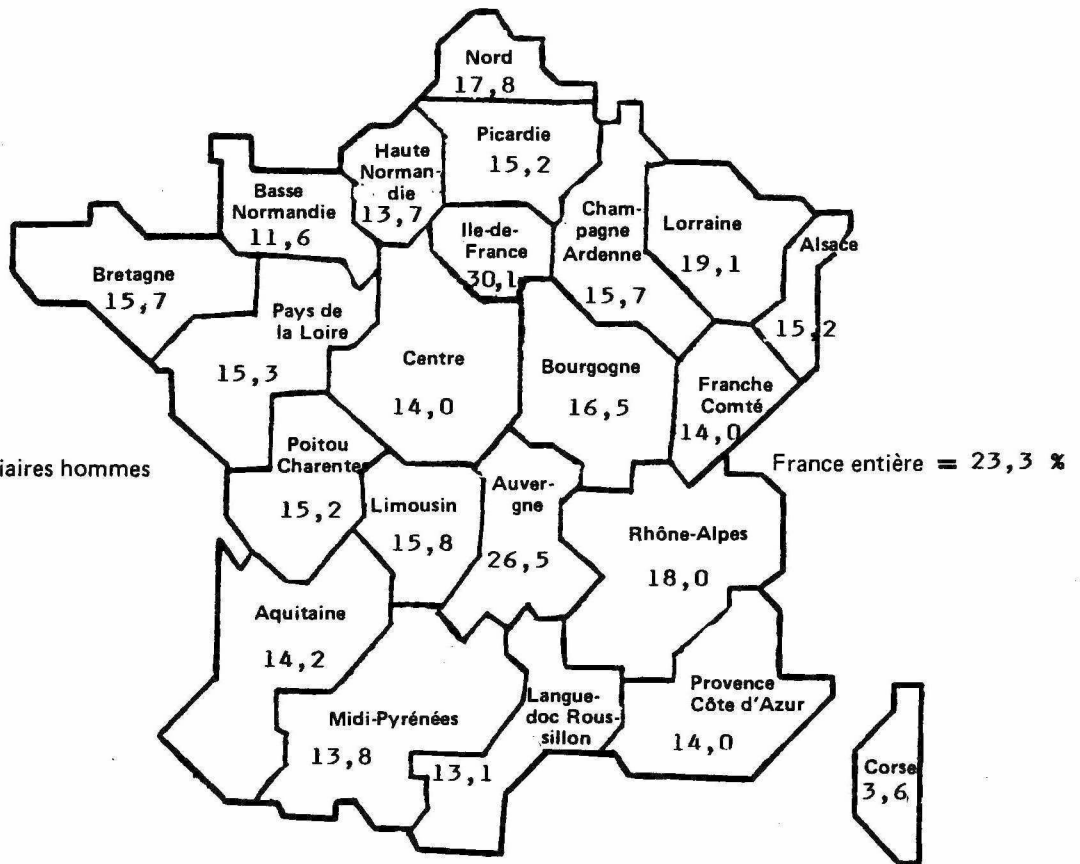 Nord
17,8
Picardie
15,2
Haute
Norman-
die
13,7
Basse
Normandie
11,6
Ile-de-
France
30,1
Cham-
pagne
Ardenne
15,7
Lorraine
19,1
Alsace
15,2
Bretagne
15,7
Pays de
la Loire
15,3
Centre
14,0
Bourgogne
16,5
Franche
Comté
14,0
iaires hommes
Poitou
Charentes
15,2
Limousin
15,8
Auver-
gne
26,5
France entière = 23,3 %
Rhône-Alpes
18,0
Aquitaine
14,2
Midi-Pyrénées
13,8
Langue-
doc Rous-
sillon
13,1
Provence
Côte d'Azur
14,0
Corse
3,6